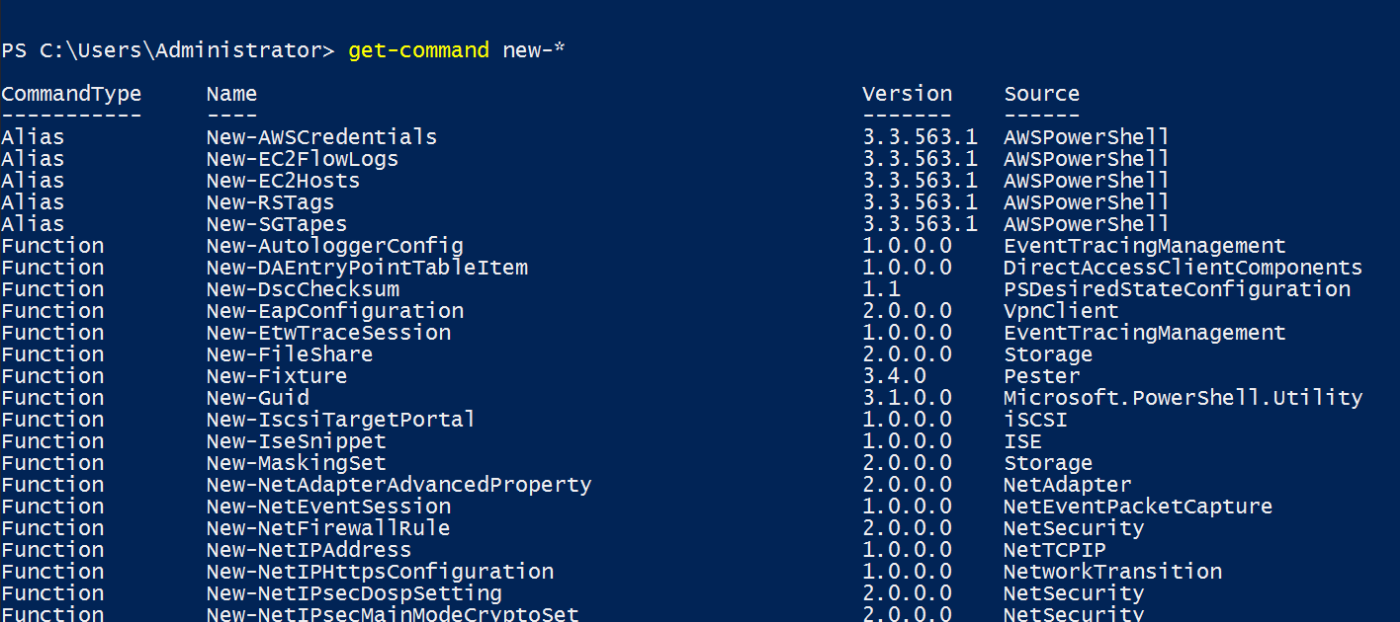 PS C:\Users\Administrator> get-command new-*
CommandType     Name                                               Version    Source
-----------     ----                                               -------    ------
Alias           New-AWSCredentials                                 3.3.563.1  AWSPowerShell
Alias           New-EC2FlowLogs                                    3.3.563.1  AWSPowerShell
Alias           New-EC2Hosts                                       3.3.563.1  AWSPowerShell
Alias           New-RSTags                                         3.3.563.1  AWSPowerShell
Alias           New-SGTapes                                        3.3.563.1  AWSPowerShell
Function        New-AutologgerConfig                               1.0.0.0    EventTracingManagement
Function        New-DAEntryPointTableItem                          1.0.0.0    DirectAccessClientComponents
Function        New-DscChecksum                                    1.1        PSDesiredStateConfiguration
Function        New-EapConfiguration                               2.0.0.0    VpnClient
Function        New-EtwTraceSession                                1.0.0.0    EventTracingManagement
Function        New-FileShare                                      2.0.0.0    Storage
Function        New-Fixture                                        3.4.0      Pester
Function        New-Guid                                           3.1.0.0    Microsoft.PowerShell.Utility
Function        New-IscsiTargetPortal                              1.0.0.0    iSCSI
Function        New-IseSnippet                                     1.0.0.0    ISE
Function        New-MaskingSet                                     2.0.0.0    Storage
Function        New-NetAdapterAdvancedProperty                     2.0.0.0    NetAdapter
Function        New-NetEventSession                                1.0.0.0    NetEventPacketCapture
Function        New-NetFirewallRule                                2.0.0.0    NetSecurity
Function        New-NetIPAddress                                   1.0.0.0    NetTCPIP
Function        New-NetIPHttpsConfiguration                        1.0.0.0    NetworkTransition
Function        New-NetIPsecDospSetting                            2.0.0.0    NetSecurity
Function        New-NetIPsecMainModeCryptoSet                      2.0.0.0    NetSecurity